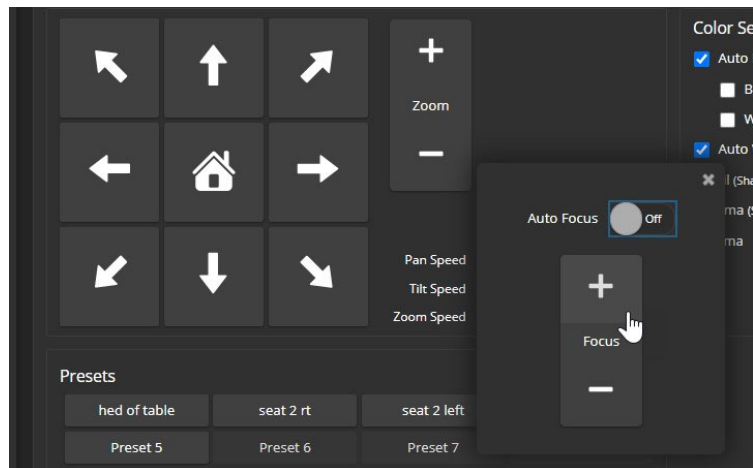 Color Se
Auto
Zoom
Auto
Auto Focus Off
Pan Speed
Tilt Speed
Zoom Speed
Focus
Presets
hed of table seat 2 rt seat 2 left
Preset 5 Preset 6 Preset 7